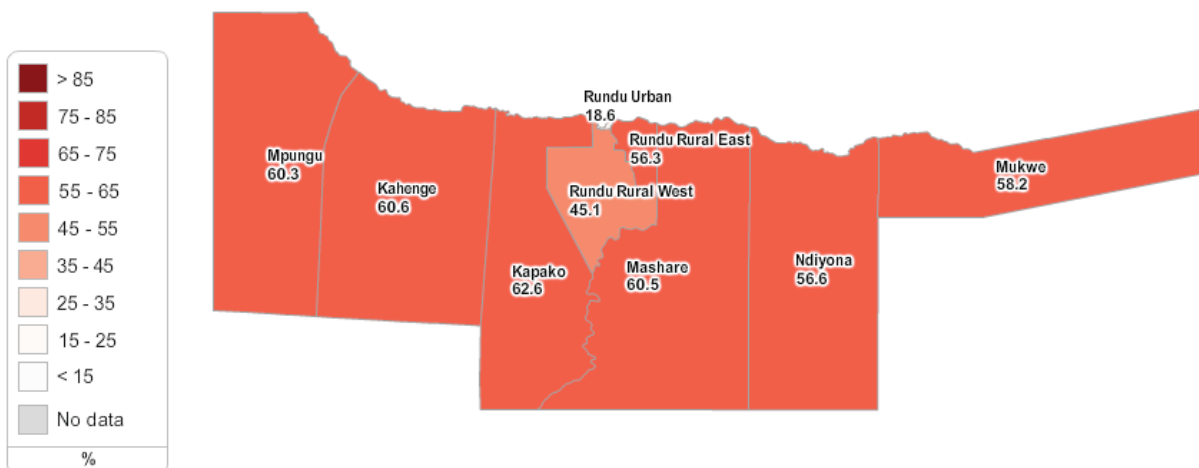 > 85
75 - 85
65 - 75
55 - 65
45 - 55
35 - 45
25 - 35
15 - 25
< 15
No data
%
Rundu Urban
18.6
Rundu Rural East
56.3
Mpungu
60.3
Mukwe
58.2
Kahenge
60.6
Rundu Rural West
45.1
Kapako
62.6
Mashare
60.5
Ndiyona
56.6